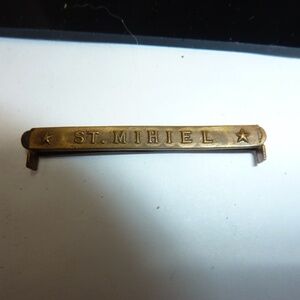 ★ ST. MIHIEL ★